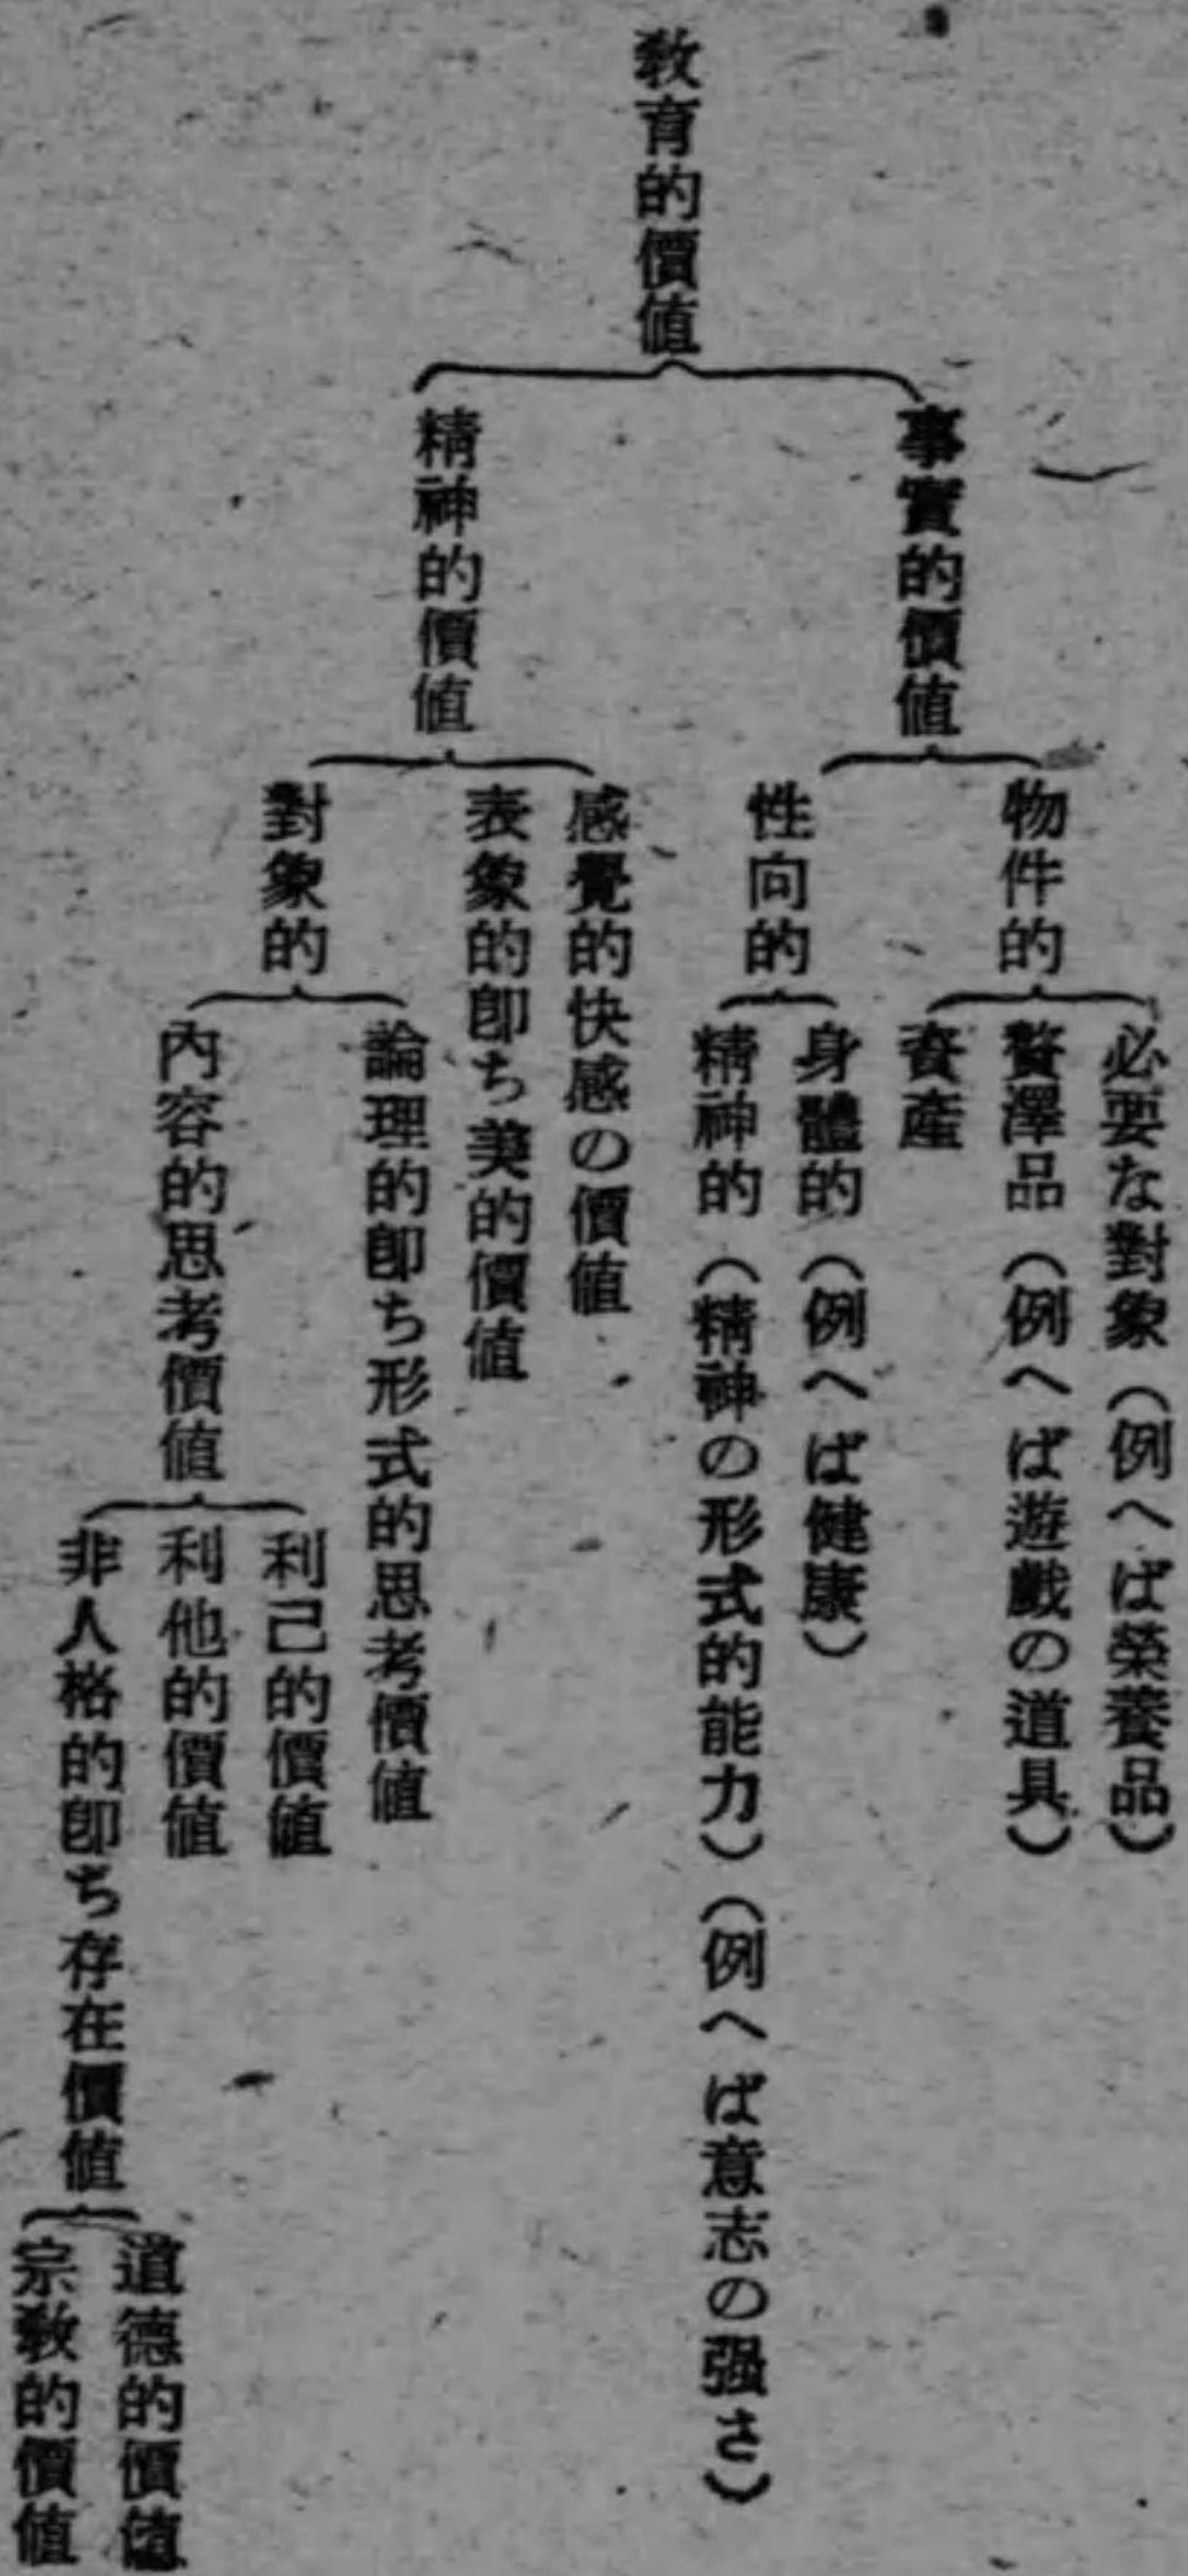 教育的價値
事實的價値
物件的
必要な對象（例へば榮養品）
贅澤品（例へば遊戲の道具）
資産
性向的
身體的（例へば健康）
精神的（精神の形式的能力）（例へば意志の强さ）
精神的價値
感覺的快感の價値
表象的卽ち美的價値
對象的
論理的卽ち形式的思考價値
內容的思考價値
利己的價値
利他的價値
非人格的卽ち存在價値
道德的價値
宗敎的價値